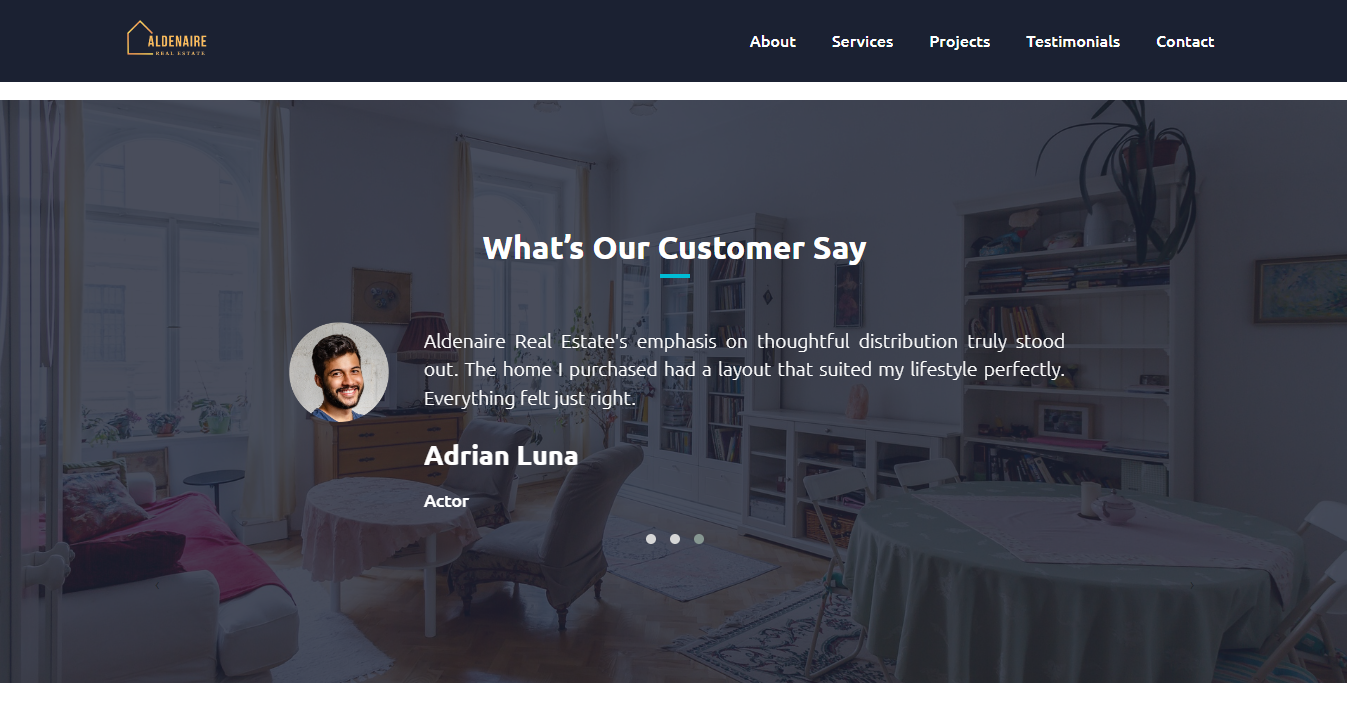 ALDENAIRE
REAL ESTATE
About Services Projects Testimonials Contact
What’s Our Customer Say
Aldenaire Real Estate's emphasis on thoughtful distribution truly stood
out. The home I purchased had a layout that suited my lifestyle perfectly.
Everything felt just right.
Adrian Luna
Actor